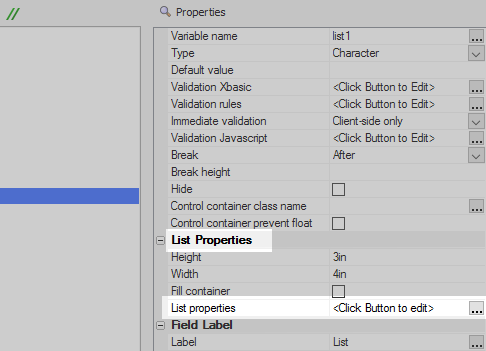 Properties
Variable name list1 ...
Type Character
Default value
Validation Xbasic <Click Button to Edit> ...
Validation rules <Click Button to Edit> ...
Immediate validation Client-side only
Validation Javascript <Click Button to Edit> ...
Break After
Break height
Hide
Control container class name ...
Control container prevent float
List Properties
Height 3in
Width 4in
Fill container
List properties <Click Button to edit> ...
Field Label
Label List ...